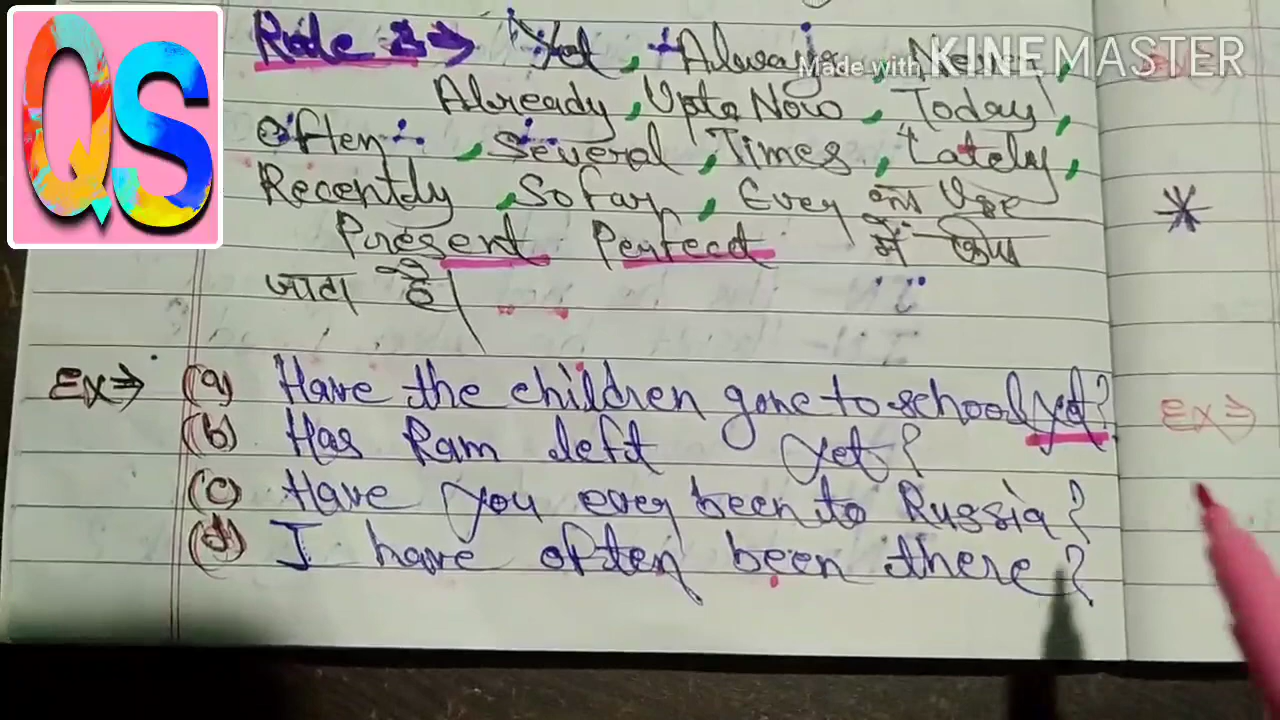 QS
Made with KINEMASTER
Rule 3⇒ Yet, Always, Never,
Already, Upto Now, Today,
Often, Several, Times, Lately,
Recently, So far, Every का प्रयोग
Present Perfect में किया
जाता है।
Ex⇒ (a) Have the children gone to school yet?
(b) Has Ram left yet?
(c) Have you ever been to Russia?
(d) I have often been there?
Ex⇒